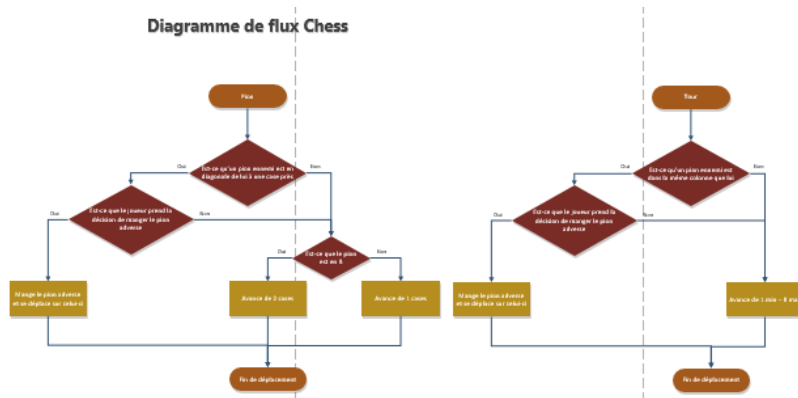 Diagramme de flux Chess
Pion
Est-ce qu'un pion ennemi est en
diagonale de lui à une case près
Oui
Non
Est-ce que le joueur prend la
décision de manger le pion
adverse
Oui
Non
Est-ce que le pion
est en
Oui
Non
Mange le pion adverse
et se déplace sur celui-ci
Avance de 2 cases
Avance de 1 cases
Fin de déplacement
Tour
Est-ce qu'un pion ennemi est
dans la même colonne que lui
Oui
Non
Est-ce que le joueur prend la
décision de manger le pion
adverse
Oui
Non
Mange le pion adverse
et se déplace sur celui-ci
Avance de 1 min – 8 ma
Fin de déplacement